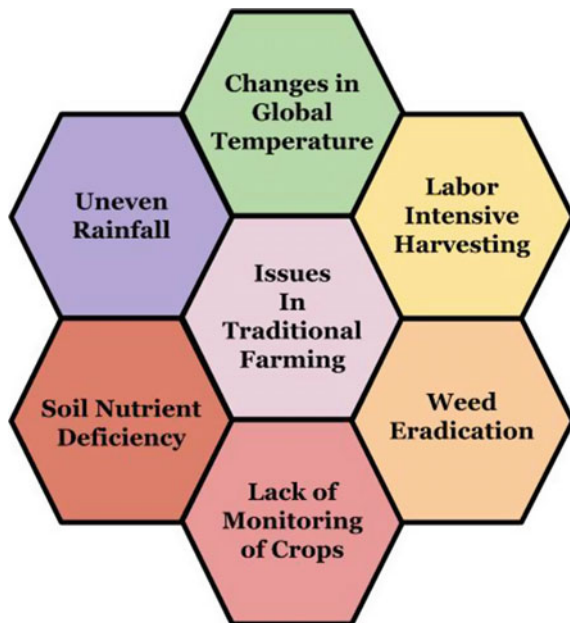 Changes in
Global
Temperature
Uneven
Rainfall
Labor
Intensive
Harvesting
Issues
In
Traditional
Farming
Soil Nutrient
Deficiency
Weed
Eradication
Lack of
Monitoring
of Crops